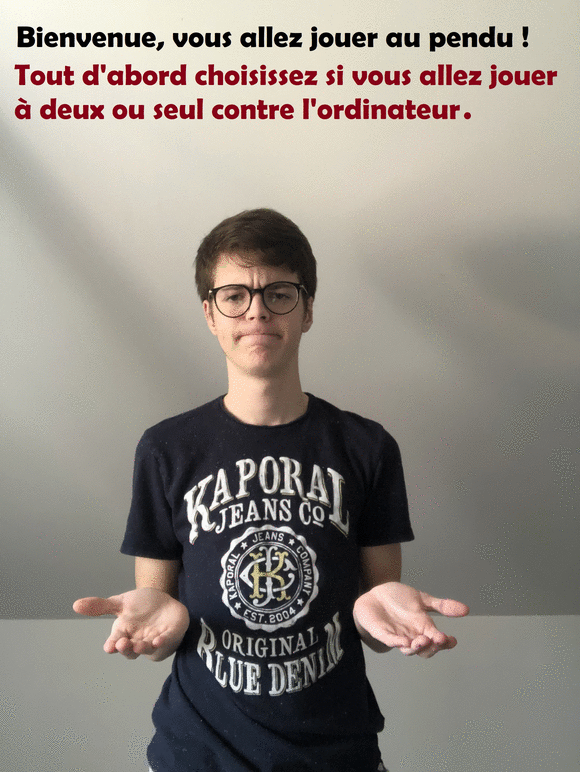 Bienvenue, vous allez jouer au pendu !
Tout d'abord choisissez si vous allez jouer
à deux ou seul contre l'ordinateur.
KAPORAL
JEANS Co
JEANS
KAPORAL
COMPANY
EST. 2004
ORIGINAL
BLUE DENIM